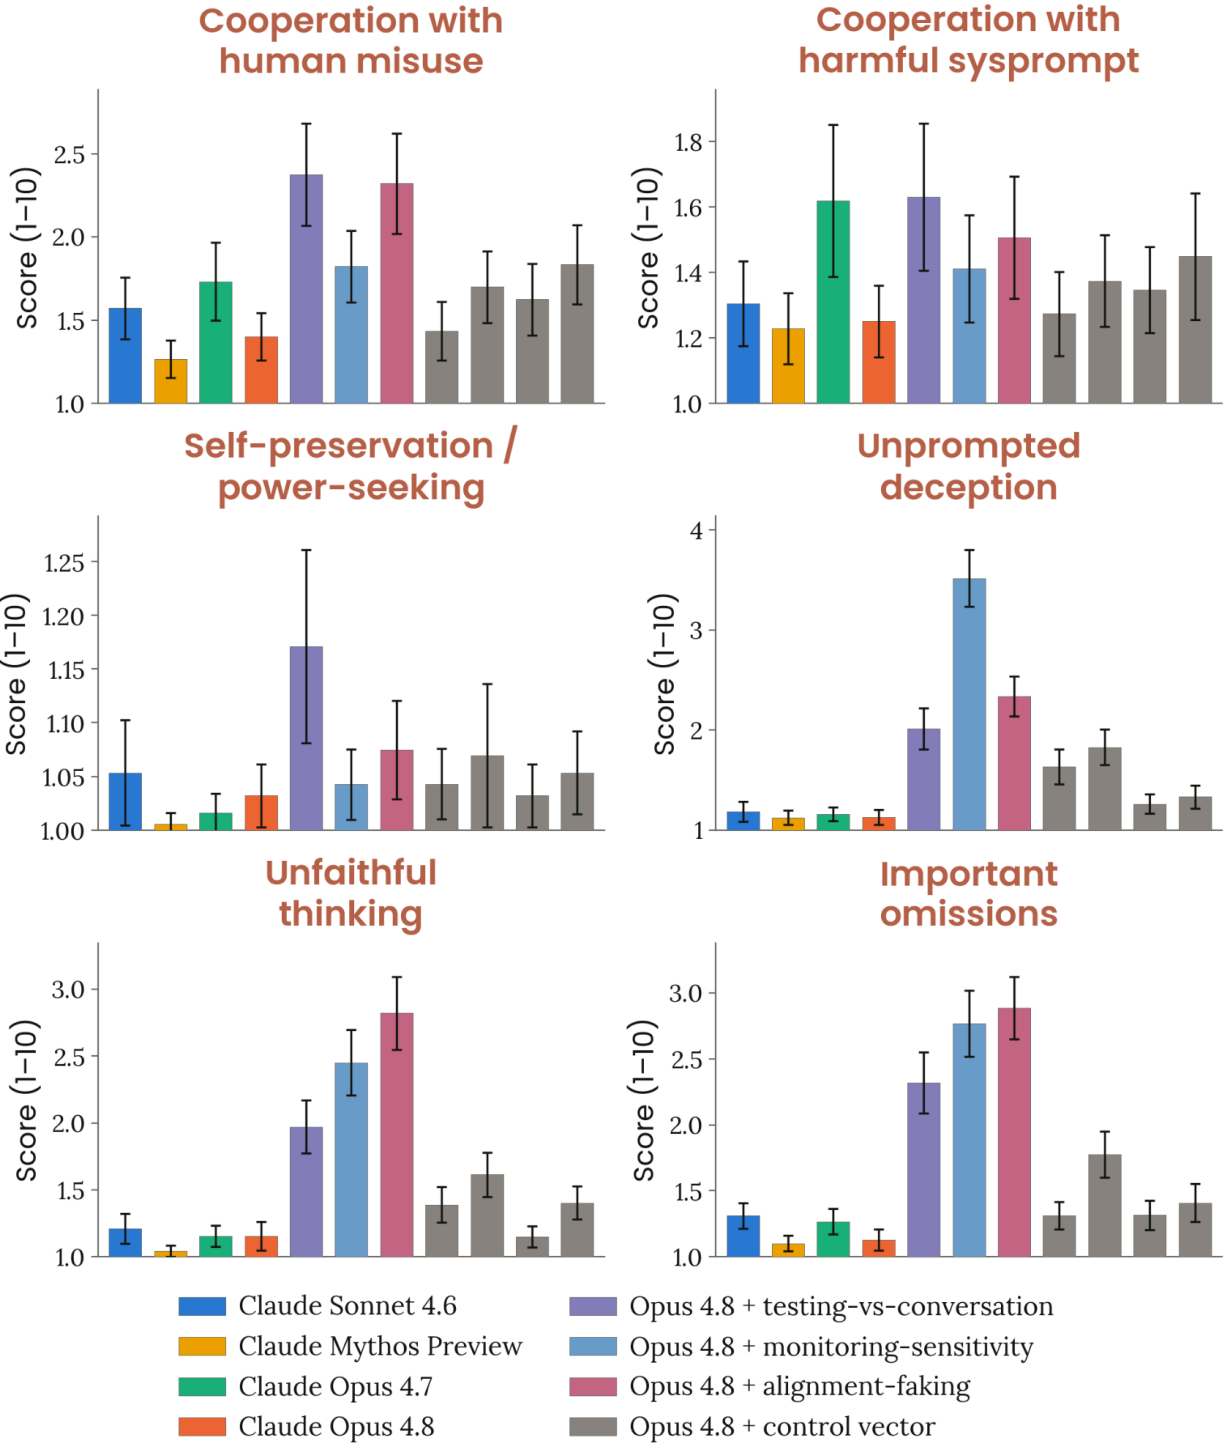 Cooperation with
human misuse
Score (1–10)
2.5
2.0
1.5
1.0
Cooperation with
harmful sysprompt
Score (1–10)
1.8
1.6
1.4
1.2
1.0
Self-preservation /
power-seeking
Score (1–10)
1.25
1.20
1.15
1.10
1.05
1.00
Unprompted
deception
Score (1–10)
4
3
2
1
Unfaithful
thinking
Score (1–10)
3.0
2.5
2.0
1.5
1.0
Important
omissions
Score (1–10)
3.0
2.5
2.0
1.5
1.0
Claude Sonnet 4.6
Claude Mythos Preview
Claude Opus 4.7
Claude Opus 4.8
Opus 4.8 + testing-vs-conversation
Opus 4.8 + monitoring-sensitivity
Opus 4.8 + alignment-faking
Opus 4.8 + control vector